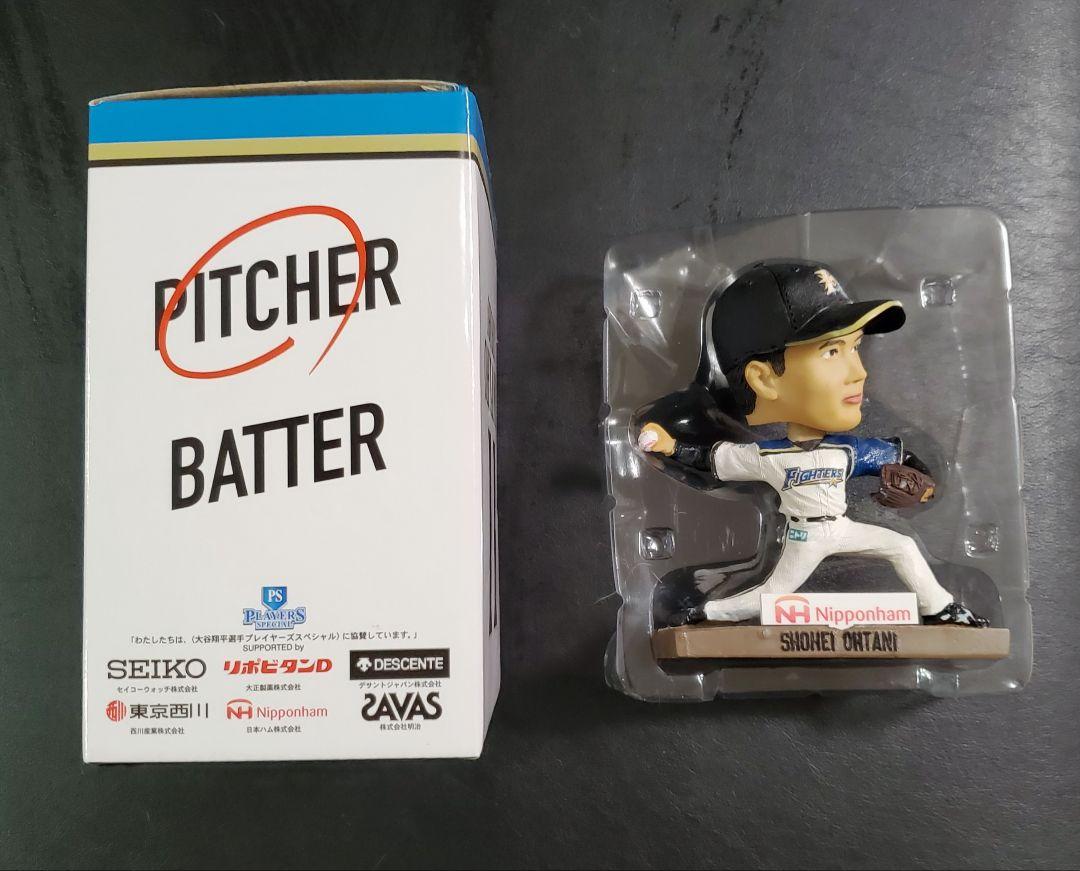 PITCHER
BATTER
PS
PLAYERS
SPECIAL
「わたしたちは、〈大谷翔平選手プレイヤーズスペシャル〉に協賛しています。」
SUPPORTED by
SEIKO リポビタンD DESCENTE
セイコーウオッチ株式会社 大正製薬株式会社 デサントジャパン株式会社
東京西川 NH Nipponham SAVAS
西川産業株式会社 日本ハム株式会社 株式会社明治
FIGHTERS
ニトリ
NH Nipponham
SHOHEI OHTANI